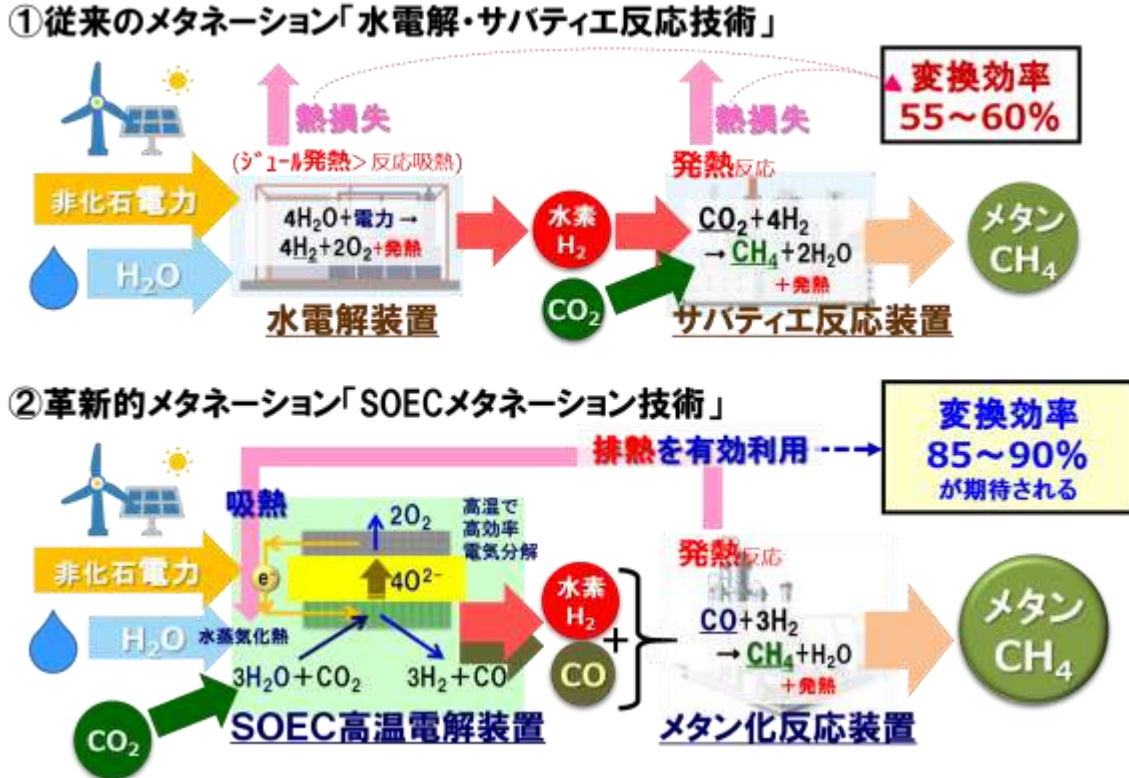 ①従来のメタネーション「水電解・サバティエ反応技術」
変換効率
55～60%
熱損失
熱損失
(ジュール発熱>反応吸熱)
発熱反応
非化石電力
4H₂O+電力→
4H₂+2O₂+発熱
水素
H₂
CO₂+4H₂
→CH₄+2H₂O
+発熱
メタン
CH₄
H₂O
CO₂
水電解装置
サバティエ反応装置
②革新的メタネーション「SOECメタネーション技術」
変換効率
85～90%
が期待される
排熱を有効利用
吸熱
2O₂
高温で
高効率
電気分解
発熱反応
非化石電力
e⁻
4O²⁻
水素
H₂
+
CO
CO+3H₂
→CH₄+H₂O
+発熱
メタン
CH₄
H₂O
水蒸気化熱
3H₂O+CO₂
3H₂+CO
CO₂
SOEC高温電解装置
メタン化反応装置